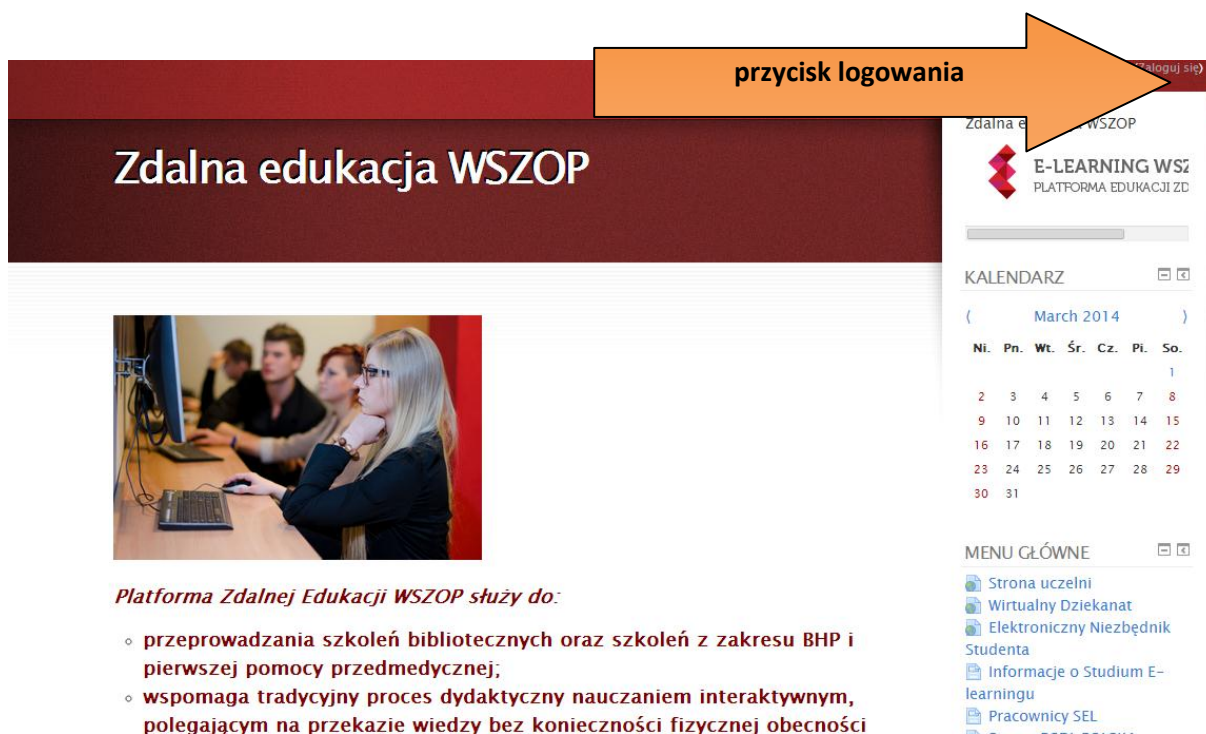 przycisk logowania
(Zaloguj się)
Zdalna edukacja WSZOP
Zdalna e WSZOP
E-LEARNING WSZ
PLATFORMA EDUKACJI ZD
KALENDARZ
March 2014
Ni. Pn. Wt. Śr. Cz. Pi. So.
1
2 3 4 5 6 7 8
9 10 11 12 13 14 15
16 17 18 19 20 21 22
23 24 25 26 27 28 29
30 31
MENU GŁÓWNE
Strona uczelni
Wirtualny Dziekanat
Elektroniczny Niezbędnik
Studenta
Informacje o Studium E-
learningu
Pracownicy SEL
Platforma Zdalnej Edukacji WSZOP służy do:
przeprowadzania szkoleń bibliotecznych oraz szkoleń z zakresu BHP i
pierwszej pomocy przedmedycznej;
wspomaga tradycyjny proces dydaktyczny nauczaniem interaktywnym,
polegającym na przekazie wiedzy bez konieczności fizycznej obecności